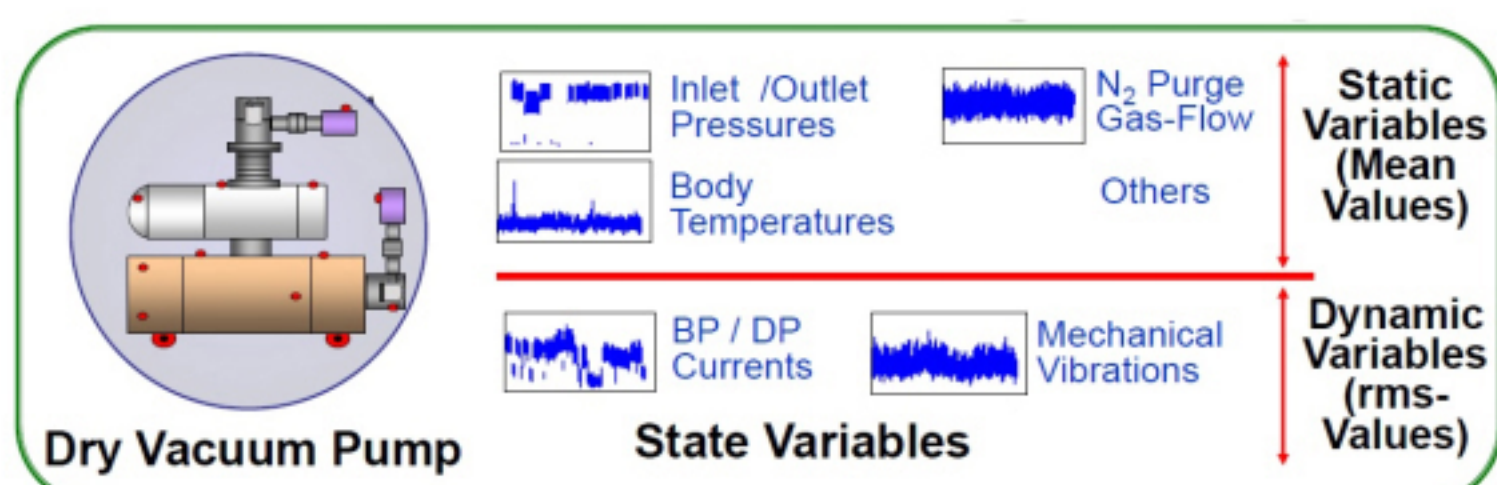 Inlet /Outlet
Pressures
N₂ Purge
Gas-Flow
Body
Temperatures
Others
Static
Variables
(Mean
Values)
BP / DP
Currents
Mechanical
Vibrations
Dynamic
Variables
(rms-
Values)
Dry Vacuum Pump
State Variables